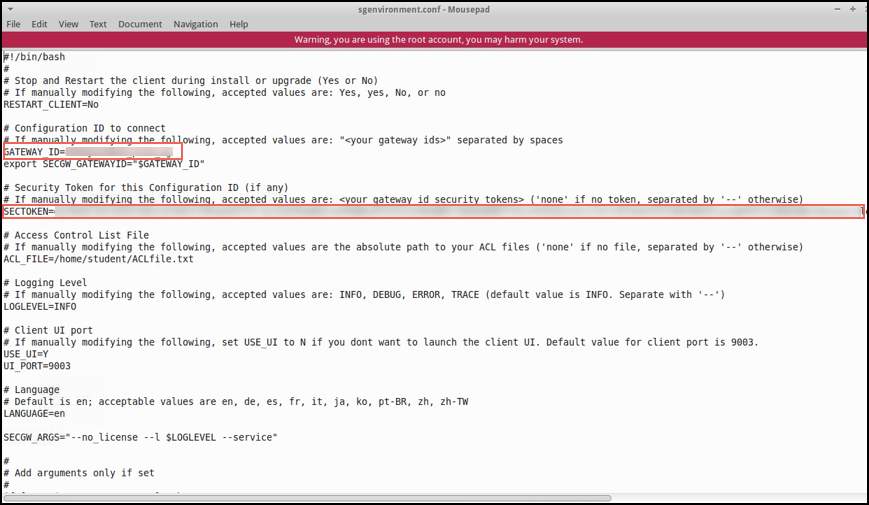 sgenvironment.conf - Mousepad
File Edit View Text Document Navigation Help
Warning, you are using the root account, you may harm your system.
#!/bin/bash
#
# Stop and Restart the client during install or upgrade (Yes or No)
# If manually modifying the following, accepted values are: Yes, yes, No, or no
RESTART_CLIENT=No
# Configuration ID to connect
# If manually modifying the following, accepted values are: "<your gateway ids>" separated by spaces
GATEWAY_ID=
export SECGW_GATEWAYID="$GATEWAY_ID"
# Security Token for this Configuration ID (if any)
# If manually modifying the following, accepted values are: <your gateway id security tokens> ('none' if no token, separated by '--' otherwise)
SECTOKEN=
# Access Control List File
# If manually modifying the following, accepted values are the absolute path to your ACL files ('none' if no file, separated by '--' otherwise)
ACL_FILE=/home/student/ACLfile.txt
# Logging Level
# If manually modifying the following, accepted values are: INFO, DEBUG, ERROR, TRACE (default value is INFO. Separate with '--')
LOGLEVEL=INFO
# Client UI port
# If manually modifying the following, set USE_UI to N if you dont want to launch the client UI. Default value for client port is 9003.
USE_UI=Y
UI_PORT=9003
# Language
# Default is en; acceptable values are en, de, es, fr, it, ja, ko, pt-BR, zh, zh-TW
LANGUAGE=en
SECGW_ARGS="--no_license --l $LOGLEVEL --service"
#
# Add arguments only if set
#